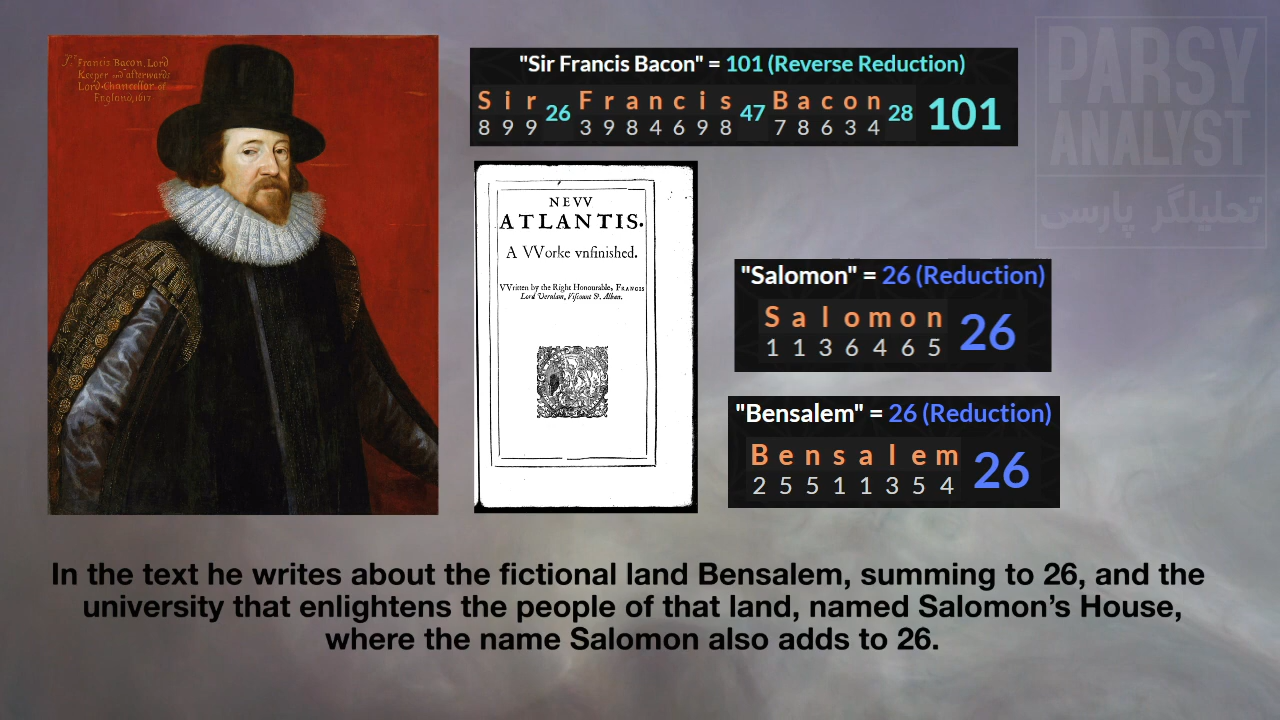 Sr Francis Bacon, Lord
Keeper and afterwards
Lord Chancellor of
England, 1617
"Sir Francis Bacon" = 101 (Reverse Reduction)
S i r 26 F r a n c i s 47 B a c o n 28 101
8 9 9 3 9 8 4 6 9 8 7 8 6 3 4
PARSY
ANALYST
تحلیلگر پارسی
NEVV
ATLANTIS.
A VVorke vnfinished.
VVritten by the Right Honourable, FRANCIS
Lord Verulam, Viscount St. Alban.
"Salomon" = 26 (Reduction)
S a l o m o n 26
1 1 3 6 4 6 5
"Bensalem" = 26 (Reduction)
B e n s a l e m 26
2 5 5 1 1 3 5 4
In the text he writes about the fictional land Bensalem, summing to 26, and the
university that enlightens the people of that land, named Salomon’s House,
where the name Salomon also adds to 26.